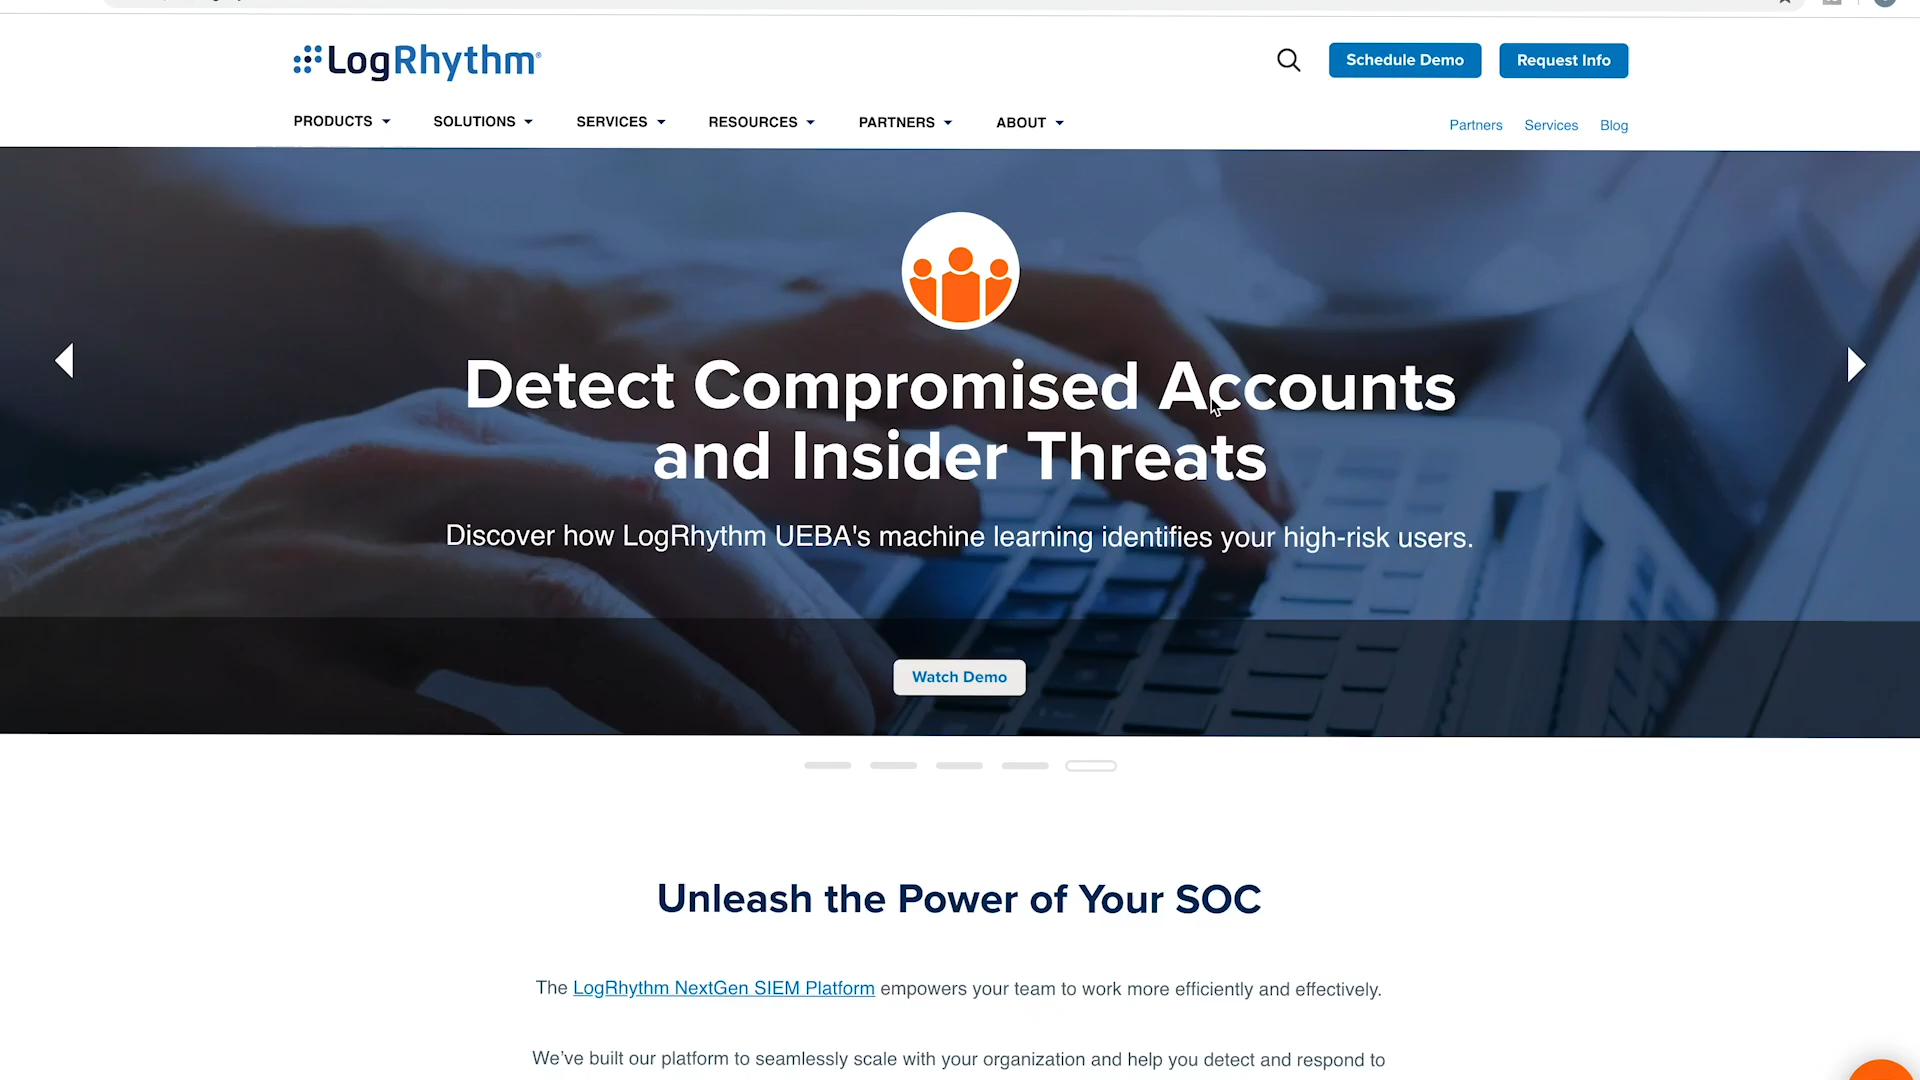 LogRhythm
Schedule Demo
Request Info
PRODUCTS
SOLUTIONS
SERVICES
RESOURCES
PARTNERS
ABOUT
Partners
Services
Blog
Detect Compromised Accounts
and Insider Threats
Discover how LogRhythm UEBA's machine learning identifies your high-risk users.
Watch Demo
Unleash the Power of Your SOC
The LogRhythm NextGen SIEM Platform empowers your team to work more efficiently and effectively.
We've built our platform to seamlessly scale with your organization and help you detect and respond to